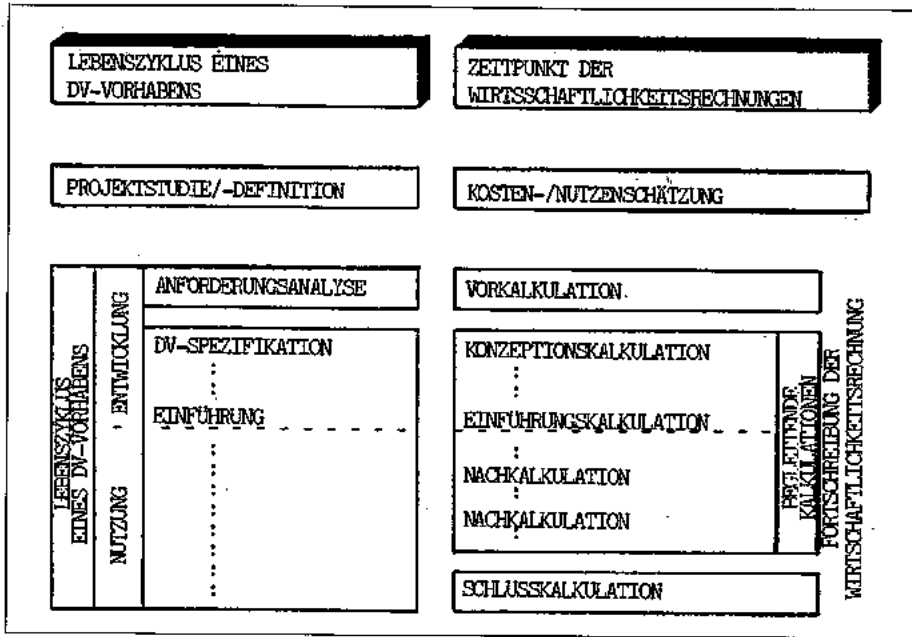 LEBENSZYKLUS EINES
DV-VORHABENS
ZEITPUNKT DER
WIRTSSCHAFTLICHKEITSRECHNUNGEN
PROJEKTSTUDIE/-DEFINITION
KOSTEN-/NUTZENSCHÄTZUNG
LEBENSZYKLUS
EINES DV-VORHABENS
NUTZUNG
ENTWICKLUNG
ANFORDERUNGSANALYSE
DV-SPEZIFIKATION
EINFÜHRUNG
VORKALKULATION
KONZEPTIONSKALKULATION
EINFÜHRUNGSKALKULATION
NACHKALKULATION
NACHKALKULATION
SCHLUSSKALKULATION
BEGLEITENDE
KALKULATIONEN
FORTSCHREIBUNG DER
WIRTSCHAFTLICHKEITSRECHNUNG